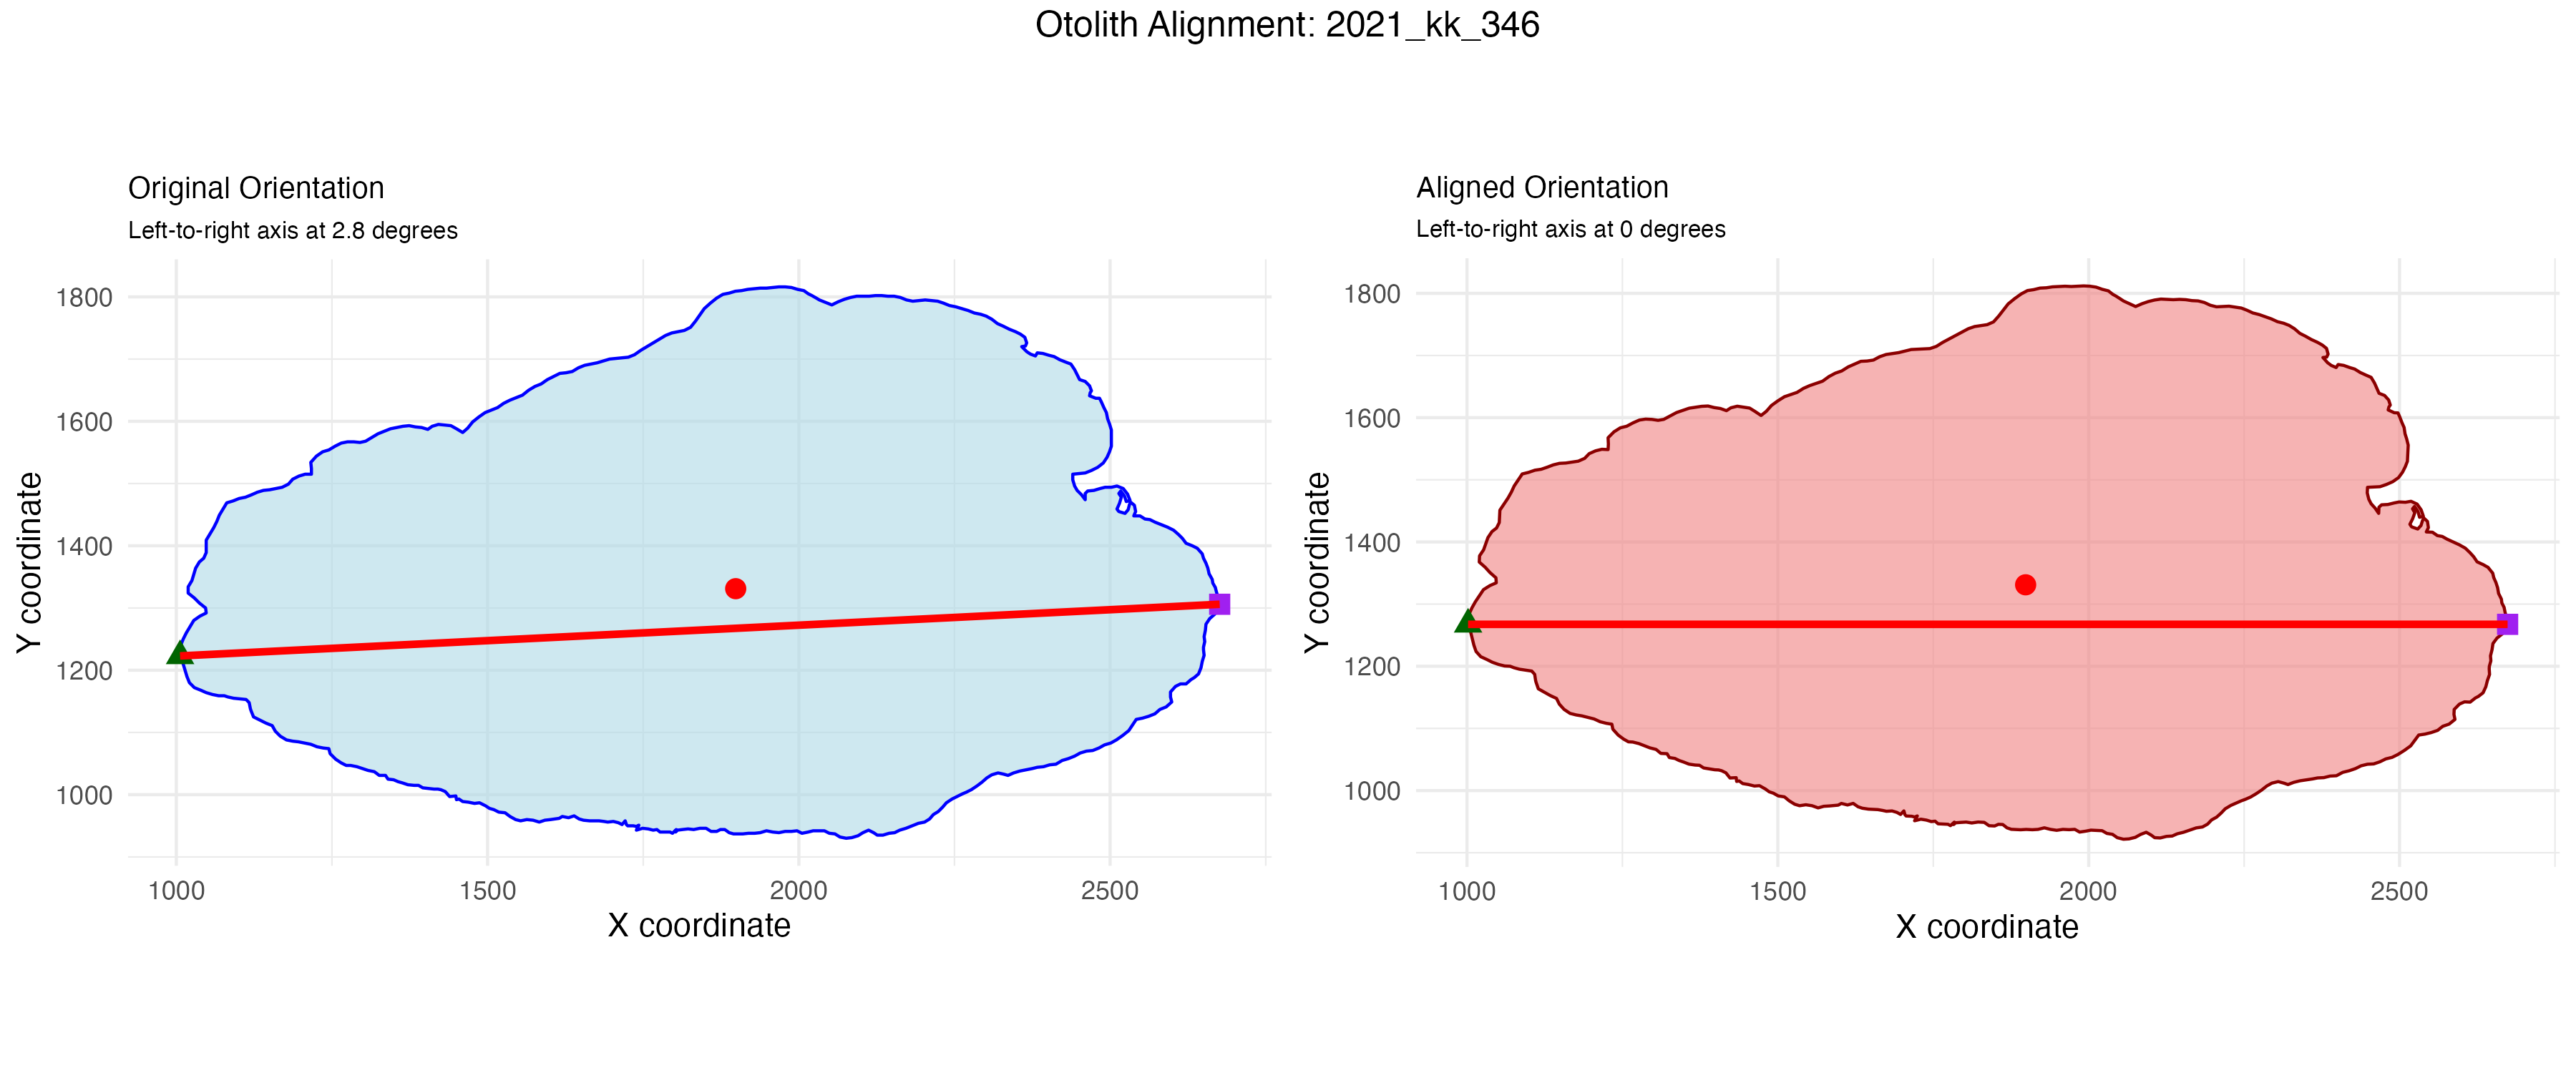 Otolith Alignment: 2021_kk_346
Original Orientation
Left-to-right axis at 2.8 degrees
Y coordinate
1800
1600
1400
1200
1000
1000 1500 2000 2500
X coordinate
Aligned Orientation
Left-to-right axis at 0 degrees
Y coordinate
1800
1600
1400
1200
1000
1000 1500 2000 2500
X coordinate